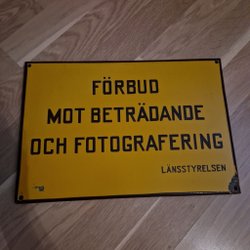 FÖRBUD
MOT BETRÄDANDE
OCH FOTOGRAFERING
LÄNSSTYRELSEN